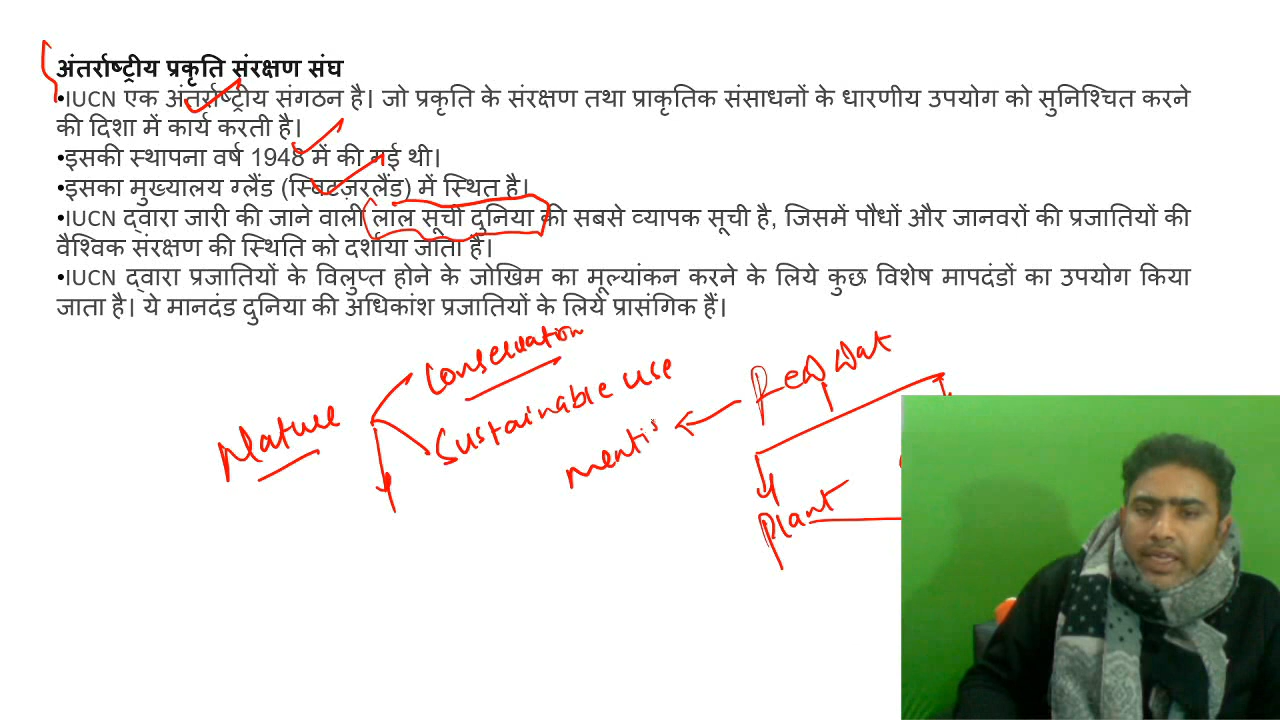 अंतर्राष्ट्रीय प्रकृति संरक्षण संघ
•IUCN एक अंतर्राष्ट्रीय संगठन है। जो प्रकृति के संरक्षण तथा प्राकृतिक संसाधनों के धारणीय उपयोग को सुनिश्चित करने
की दिशा में कार्य करती है।
•इसकी स्थापना वर्ष 1948 में की गई थी।
•इसका मुख्यालय ग्लैंड (स्विटज़रलैंड) में स्थित है।
•IUCN द्वारा जारी की जाने वाली लाल सूची दुनिया की सबसे व्यापक सूची है, जिसमें पौधों और जानवरों की प्रजातियों की
वैश्विक संरक्षण की स्थिति को दर्शाया जाता है।
•IUCN द्वारा प्रजातियों के विलुप्त होने के जोखिम का मूल्यांकन करने के लिये कुछ विशेष मापदंडों का उपयोग किया
जाता है। ये मानदंड दुनिया की अधिकांश प्रजातियों के लिये प्रासंगिक हैं।
Conservation
Nature
Sustainable use
Plant